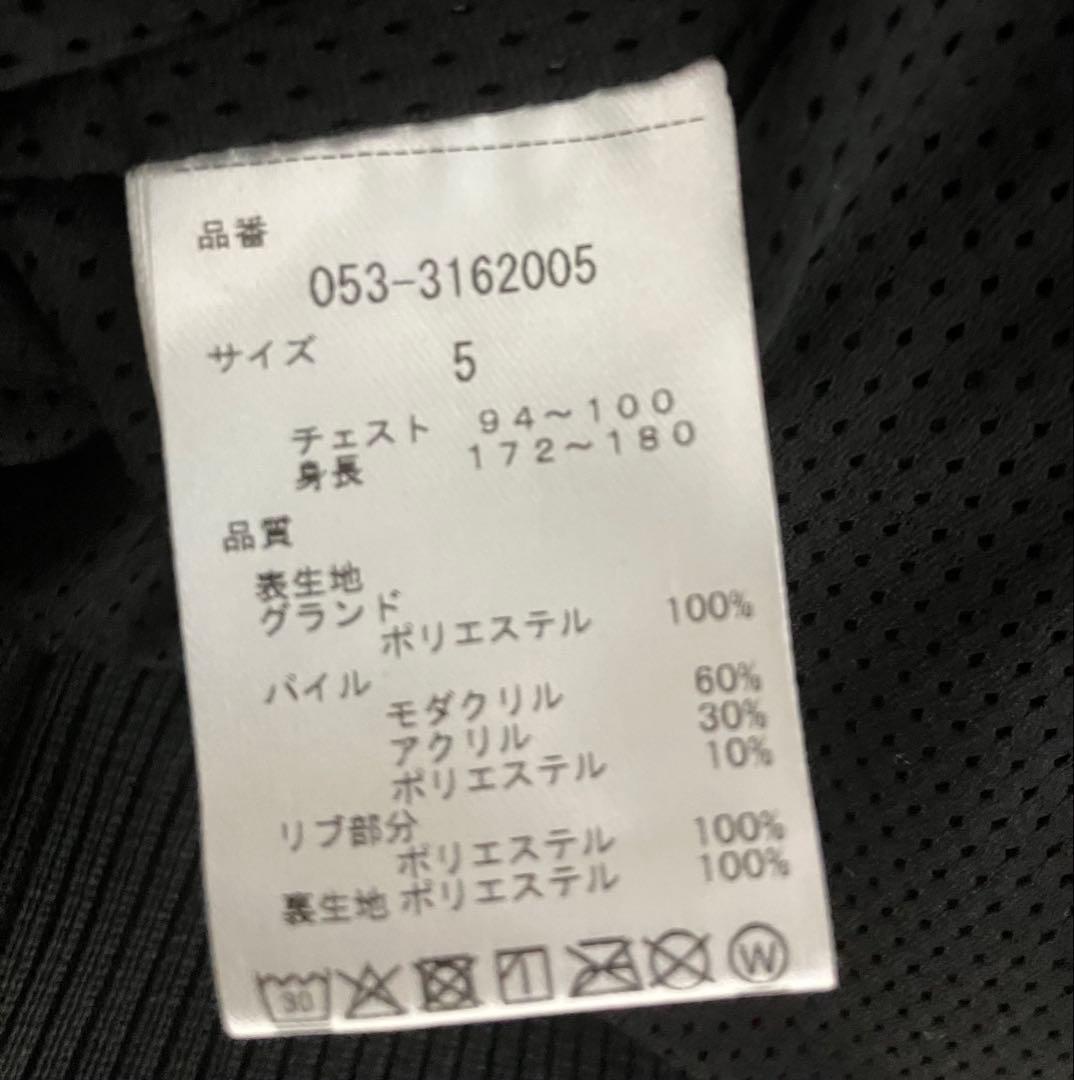 品番
053-3162005
サイズ 5
チェスト 94～100
身長 172～180
品質
表生地
グランド
ポリエステル 100%
パイル
モダクリル 60%
アクリル 30%
ポリエステル 10%
リブ部分
ポリエステル 100%
裏生地 ポリエステル 100%
30
W